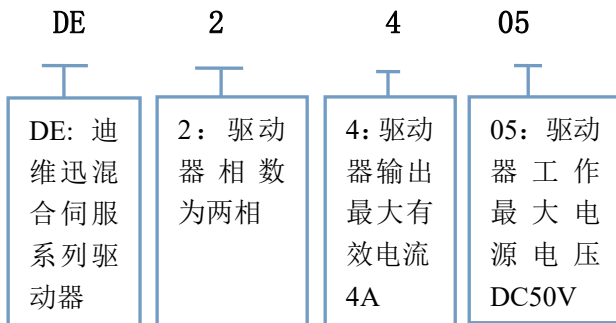 DE 2 4 05
DE: 迪
维迅混
合伺服
系列驱
动器
2：驱动
器相数
为两相
4：驱动
器输出
最大有
效电流
4A
05：驱动
器工作
最大电
源电压
DC50V